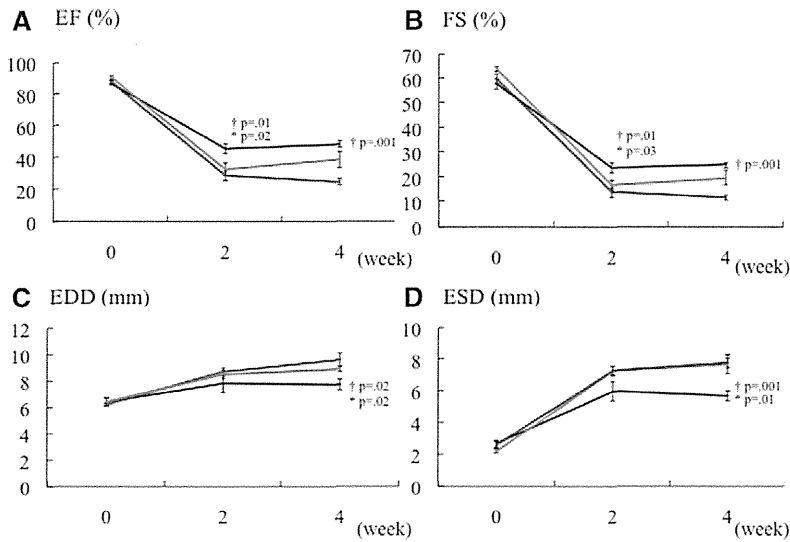 A EF (%)
100
80
60
40
20
0
† p=.01
* p=.02
† p=.001
0 2 4 (week)
B FS (%)
70
60
50
40
30
20
10
0
† p=.01
* p=.03
† p=.001
0 2 4 (week)
C EDD (mm)
12
10
8
6
4
2
0
† p=.02
* p=.02
0 2 4 (week)
D ESD (mm)
10
8
6
4
2
0
† p=.001
* p=.01
0 2 4 (week)